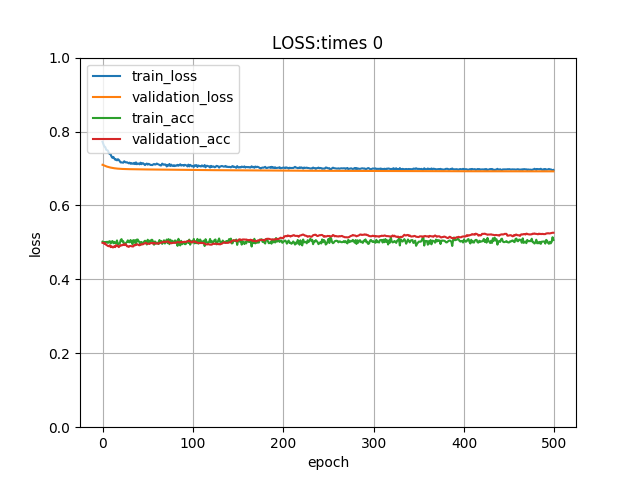 LOSS:times 0
1.0
0.8
0.6
0.4
0.2
0.0
loss
train_loss
validation_loss
train_acc
validation_acc
0
100
200
300
400
500
epoch